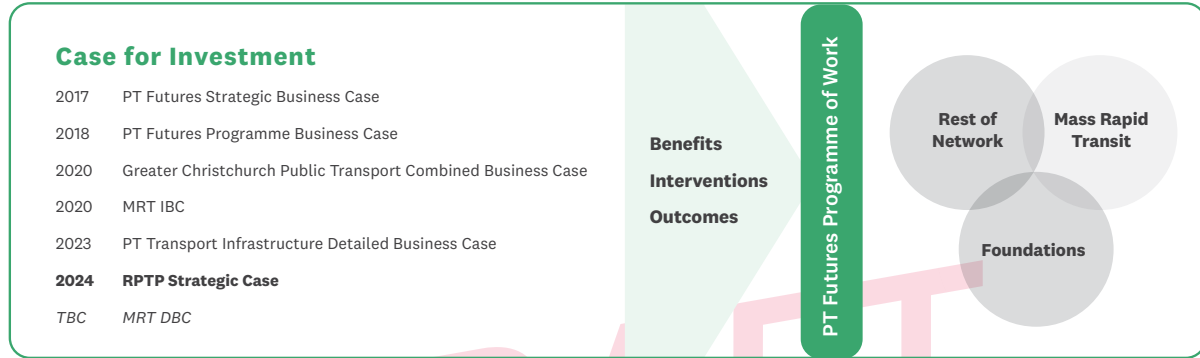 Case for Investment
2017 PT Futures Strategic Business Case
2018 PT Futures Programme Business Case
2020 Greater Christchurch Public Transport Combined Business Case
2020 MRT IBC
2023 PT Transport Infrastructure Detailed Business Case
2024 RPTP Strategic Case
TBC MRT DBC
Benefits
Interventions
Outcomes
PT Futures Programme of Work
Rest of
Network
Mass Rapid
Transit
Foundations